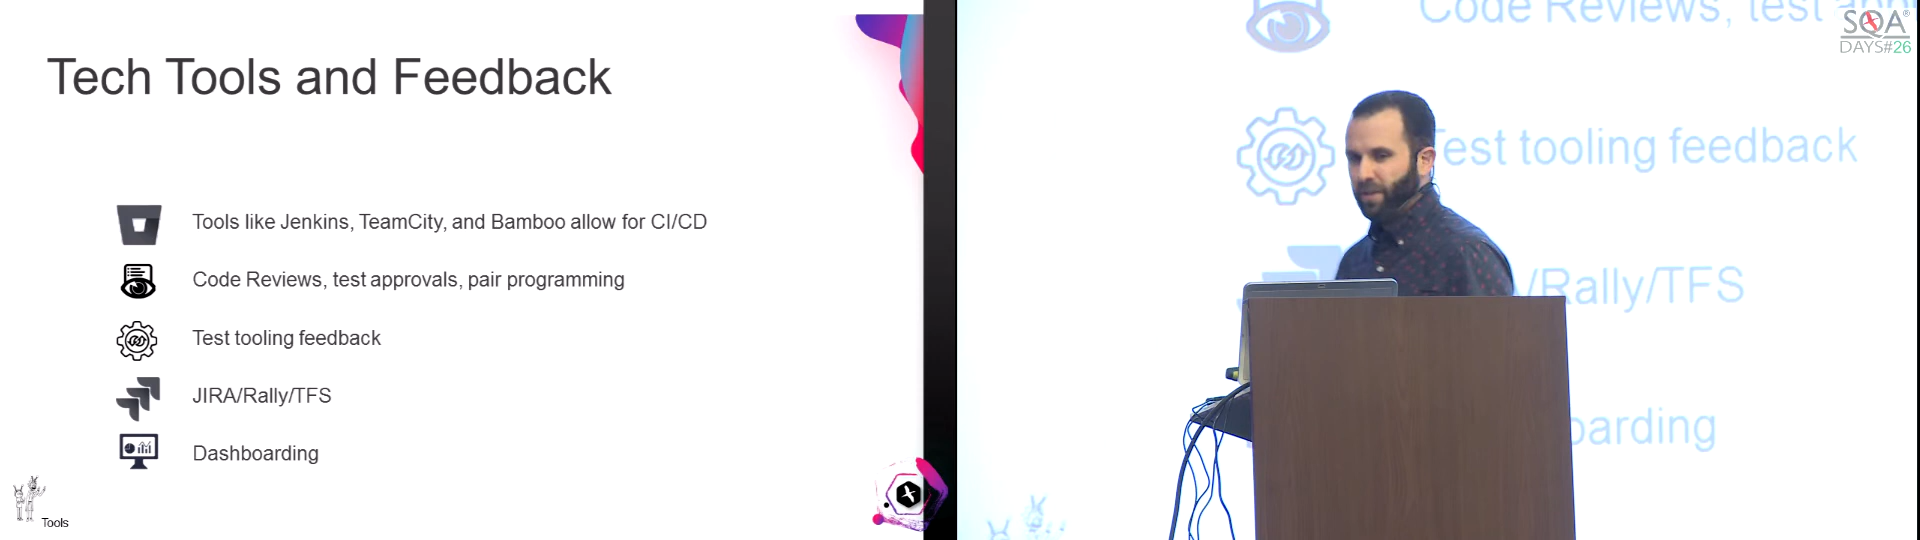 Tech Tools and Feedback
Tools like Jenkins, TeamCity, and Bamboo allow for CI/CD
Code Reviews, test approvals, pair programming
Test tooling feedback
JIRA/Rally/TFS
Dashboarding
Tools
Code Reviews, test
Test tooling feedback
/Rally/TFS
boarding
SQA®
DAYS#26